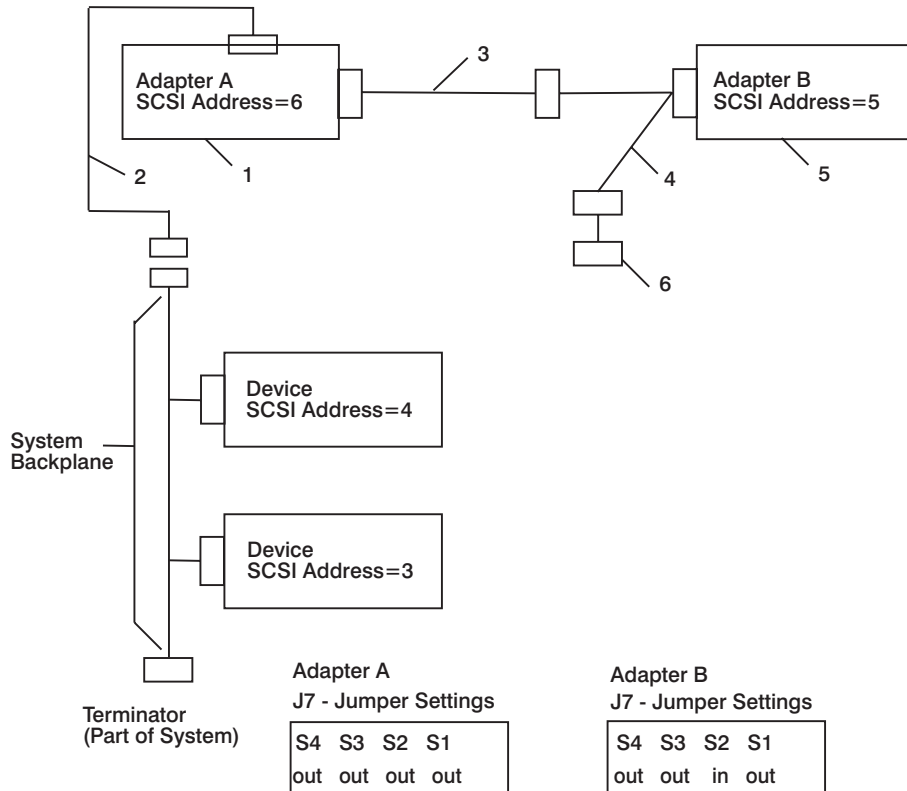 Adapter A
SCSI Address=6
3
Adapter B
SCSI Address=5
2
1
4
5
6
Device
SCSI Address=4
System
Backplane
Device
SCSI Address=3
Terminator
(Part of System)
Adapter A
J7 - Jumper Settings
S4 S3 S2 S1
out out out out
Adapter B
J7 - Jumper Settings
S4 S3 S2 S1
out out in out